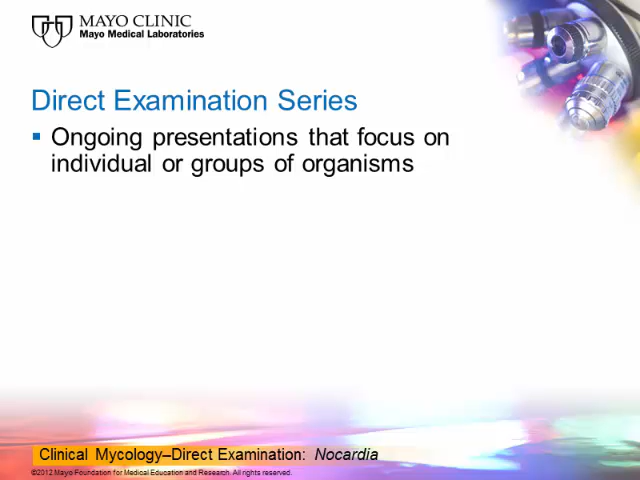 MAYO CLINIC
Mayo Medical Laboratories
Direct Examination Series
Ongoing presentations that focus on
individual or groups of organisms
Clinical Mycology–Direct Examination: Nocardia
©2012 Mayo Foundation for Medical Education and Research. All rights reserved.